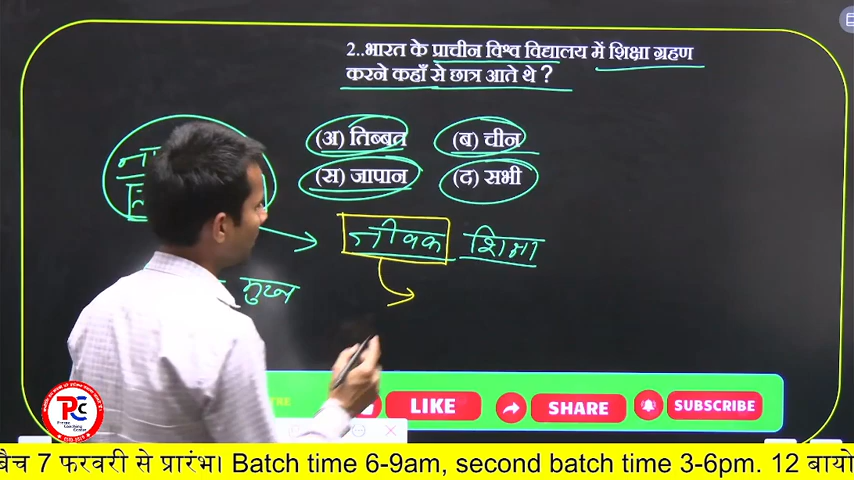 2..भारत के प्राचीन विश्व विद्यालय में शिक्षा ग्रहण
करने कहाँ से छात्र आते थे ?
(अ) तिब्बत (ब) चीन
(स) जापान (द) सभी
जीवक शिक्षा
मुख्य
LIKE SHARE SUBSCRIBE
PCC
बैच 7 फरवरी से प्रारंभ। Batch time 6-9am, second batch time 3-6pm. 12 बायो